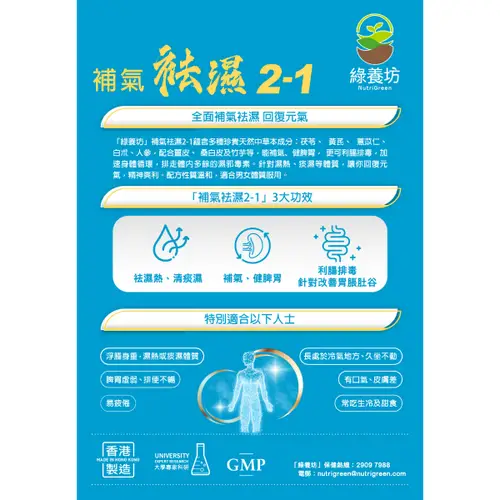 補氣 祛濕 2-1
綠養坊
NutriGreen
全面補氣祛濕 回復元氣
「綠養坊」補氣祛濕2-1蘊含多種珍貴天然中草本成分：茯苓、黃芪、薏苡仁、
白朮、人參，配合薑皮、桑白皮及竹芋等，能補氣、健脾胃，更可利腸排毒，加
速身體循環，排走體内多餘的濕邪毒素。針對濕熱、痰濕等體質，讓你回復元
氣，精神爽利。配方性質溫和，適合男女體質服用。
「補氣祛濕2-1」3大功效
祛濕熱、清痰濕
補氣、健脾胃
利腸排毒
針對改善胃脹肚谷
特別適合以下人士
浮腫身重、濕熱或痰濕體質
長處於冷氣地方、久坐不動
脾胃虛弱、排便不暢
有口氣、皮膚差
易疲倦
常吃生冷及甜食
香港
MADE IN HONG KONG
製造
UNIVERSITY
EXPERT RESEARCH
大學專家科研
GMP
「綠養坊」保健熱線：2909 7988
電郵：nutrigreen@nutrigreen.com